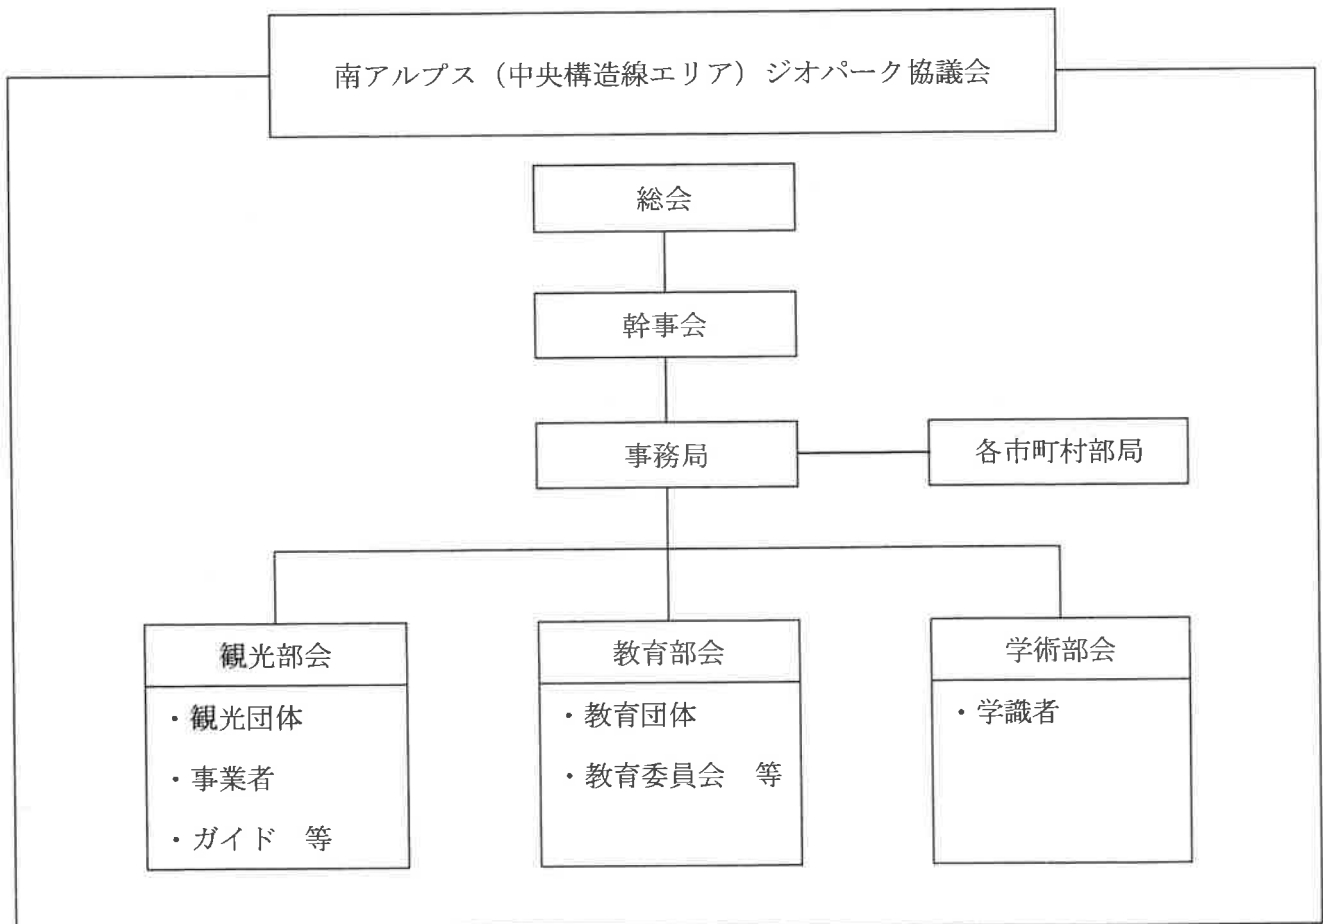 南アルプス（中央構造線エリア）ジオパーク協議会
総会
幹事会
事務局
各市町村部局
観光部会
・観光団体
・事業者
・ガイド　等
教育部会
・教育団体
・教育委員会　等
学術部会
・学識者